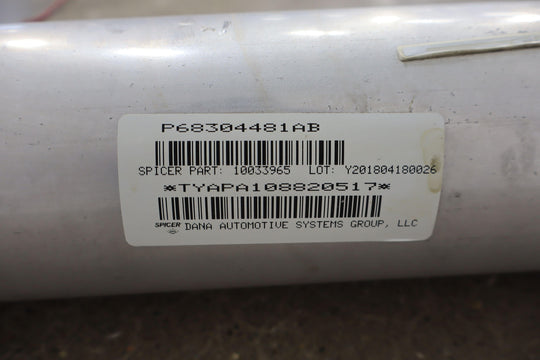 P68304481AB
SPICER PART: 10033965 LOT: Y201804180026
*TYAPA108820517*
SPICER DANA AUTOMOTIVE SYSTEMS GROUP, LLC